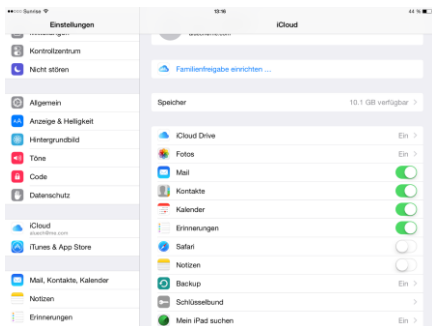 Sunrise
13:16
44 %
Einstellungen
iCloud
Kontrollzentrum
Nicht stören
Familienfreigabe einrichten ...
Allgemein
Speicher
10.1 GB verfügbar
Anzeige & Helligkeit
Hintergrundbild
iCloud Drive
Ein
Töne
Fotos
Ein
Code
Mail
Datenschutz
Kontakte
Kalender
iCloud
Erinnerungen
iTunes & App Store
Safari
Notizen
Mail, Kontakte, Kalender
Backup
Ein
Notizen
Schlüsselbund
Erinnerungen
Mein iPad suchen
Ein